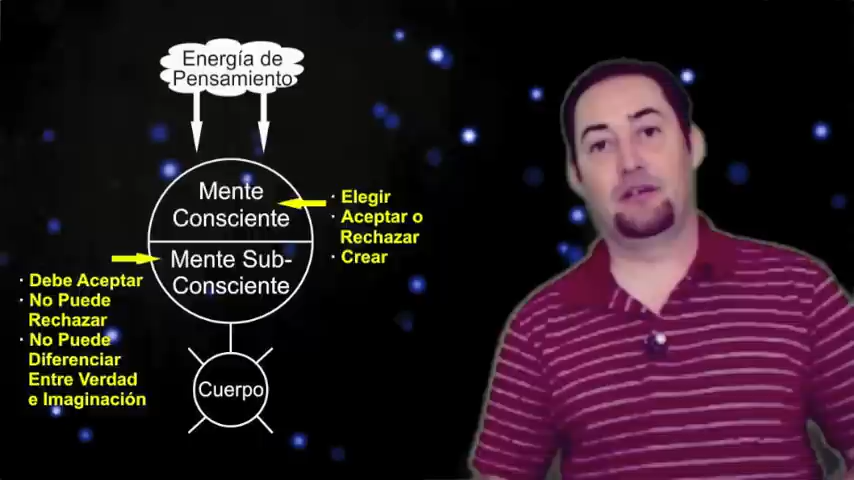 Energía de
Pensamiento
Mente
Consciente
· Elegir
· Aceptar o
Rechazar
· Crear
Mente Sub-
Consciente
· Debe Aceptar
· No Puede
Rechazar
· No Puede
Diferenciar
Entre Verdad
e Imaginación
Cuerpo